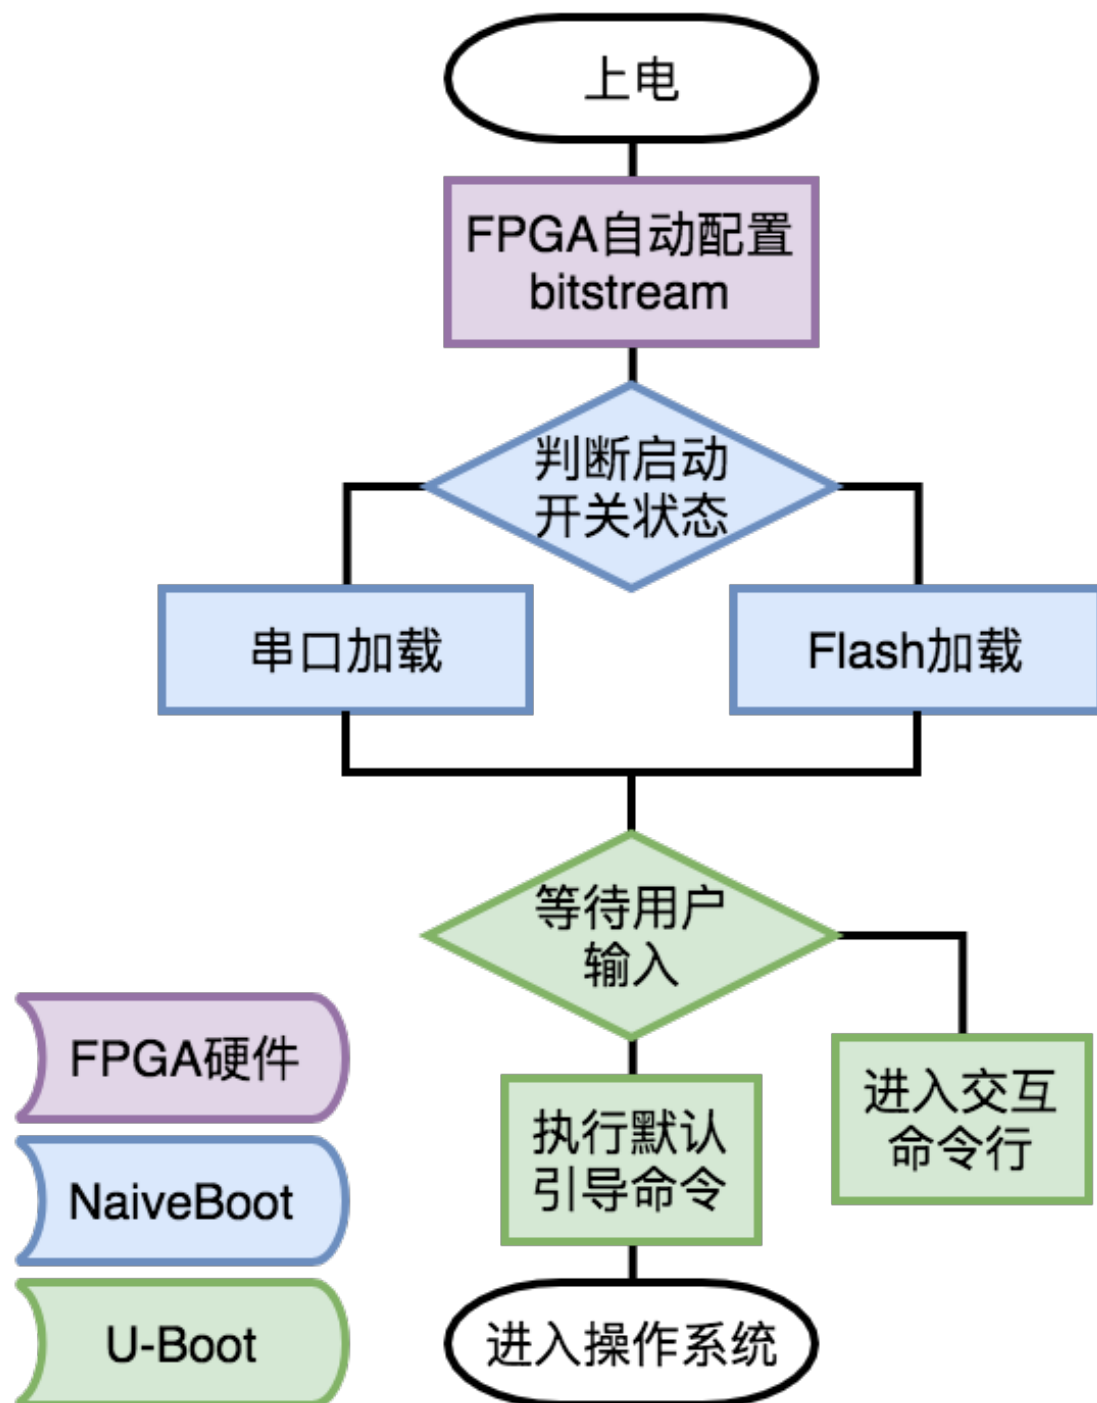 上电
FPGA自动配置
bitstream
判断启动
开关状态
串口加载
Flash加载
等待用户
输入
执行默认
引导命令
进入交互
命令行
进入操作系统
FPGA硬件
NaiveBoot
U-Boot